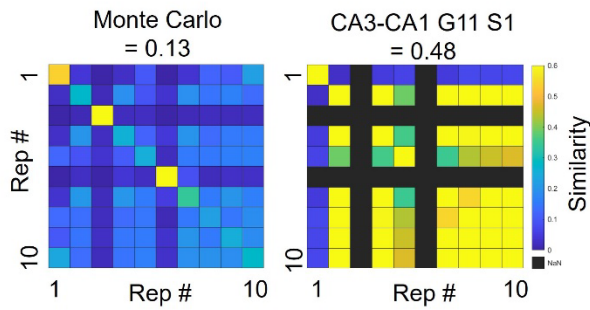 Monte Carlo
= 0.13
CA3-CA1 G11 S1
= 0.48
1
Rep #
10
1
Rep #
10
1
10
1
Rep #
10
0.6
0.5
0.4
0.3
0.2
0.1
0
NaN
Similarity